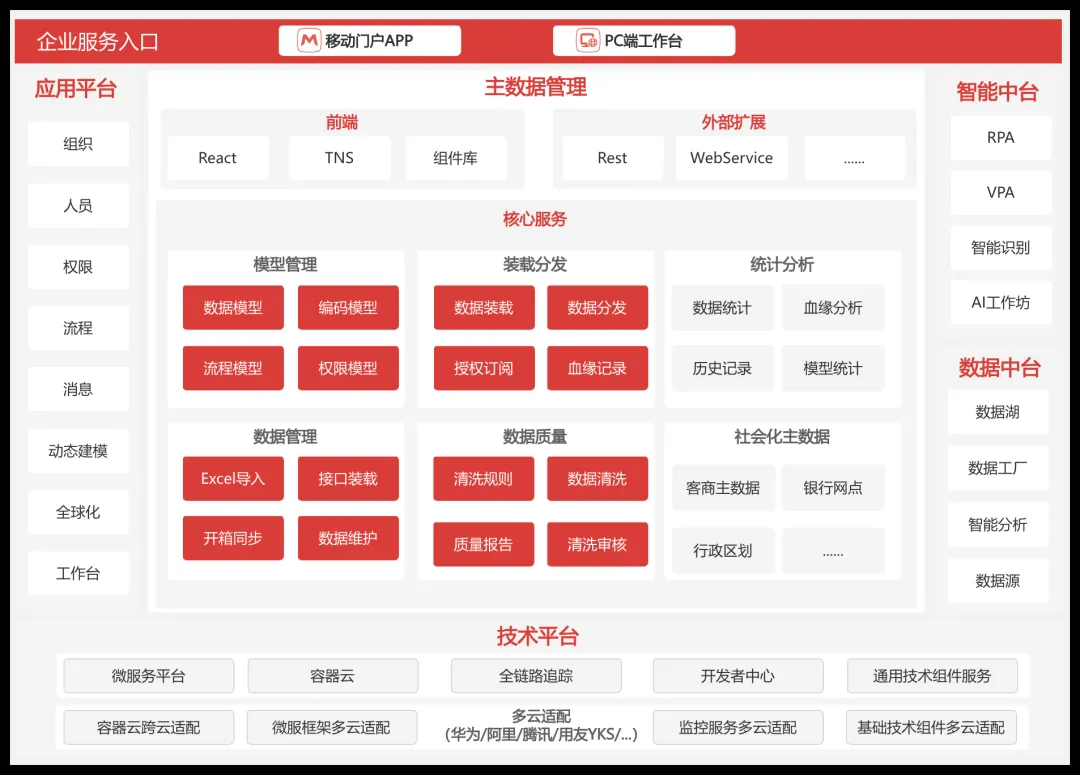 企业服务入口
移动门户APP
PC端工作台
应用平台
组织
人员
权限
流程
消息
动态建模
全球化
工作台
主数据管理
前端
React
TNS
组件库
外部扩展
Rest
WebService
......
核心服务
模型管理
数据模型
编码模型
流程模型
权限模型
装载分发
数据装载
数据分发
授权订阅
血缘记录
统计分析
数据统计
血缘分析
历史记录
模型统计
数据管理
Excel导入
接口装载
开箱同步
数据维护
数据质量
清洗规则
数据清洗
质量报告
清洗审核
社会化主数据
客商主数据
银行网点
行政区划
......
智能中台
RPA
VPA
智能识别
AI工作坊
数据中台
数据湖
数据工厂
智能分析
数据源
技术平台
微服务平台
容器云
全链路追踪
开发者中心
通用技术组件服务
容器云跨云适配
微服框架多云适配
多云适配
(华为/阿里/腾讯/用友YKS/...)
监控服务多云适配
基础技术组件多云适配